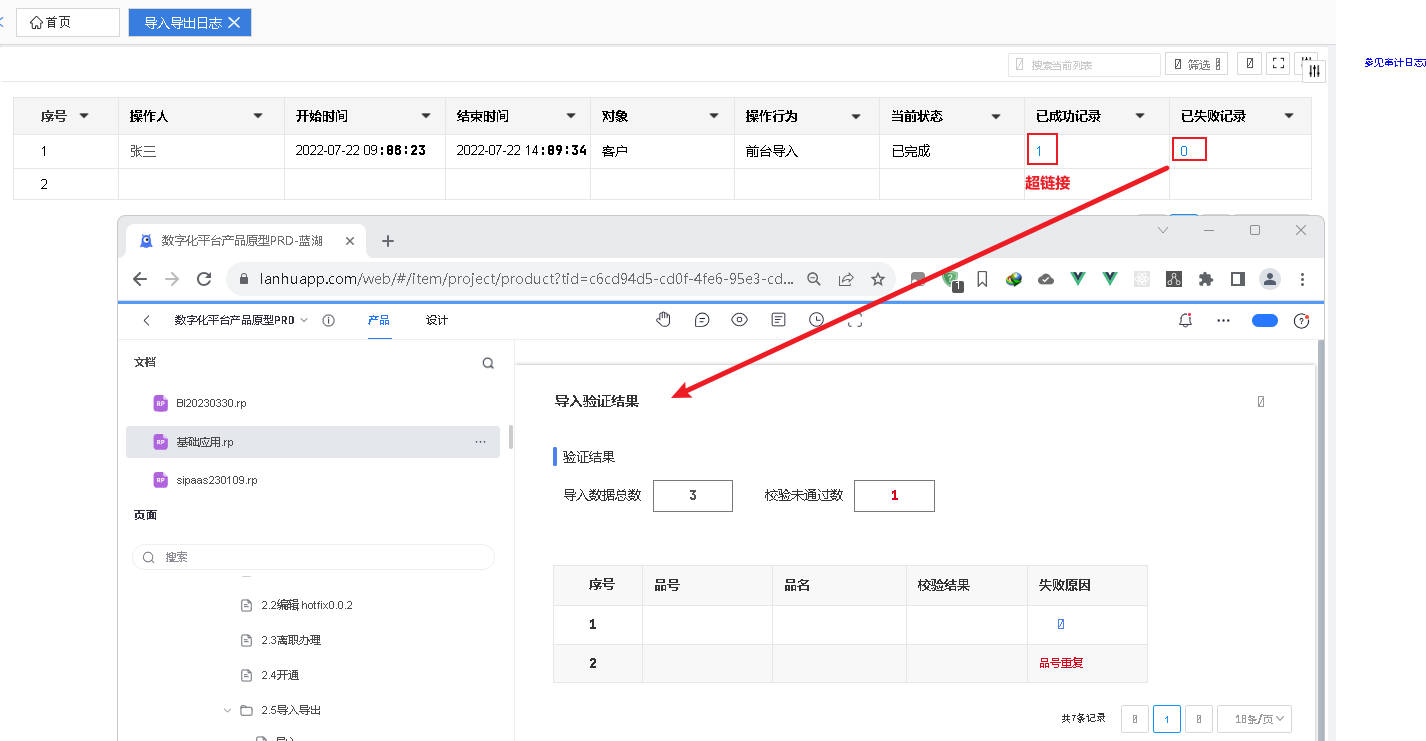 首页 导入导出日志
搜索当前列表 筛选
参见审计日志
序号 操作人 开始时间 结束时间 对象 操作行为 当前状态 已成功记录 已失败记录
1 张三 2022-07-22 09:06:23 2022-07-22 14:09:34 客户 前台导入 已完成 1 0
2
超链接
数字化平台产品原型PRD-蓝湖
lanhuapp.com/web/#/item/project/product?tid=c6cd94d5-cd0f-4fe6-95e3-cd...
1
数字化平台产品原型PRD 产品 设计
文档
BI20230330.rp
基础应用.rp
sipaas230109.rp
页面
搜索
2.2编辑 hotfix0.0.2
2.3离职办理
2.4开通
2.5导入导出
导入
导入验证结果
验证结果
导入数据总数 3 校验未通过数 1
序号 品号 品名 校验结果 失败原因
1
2 品号重复
共7条记录 1 10条/页